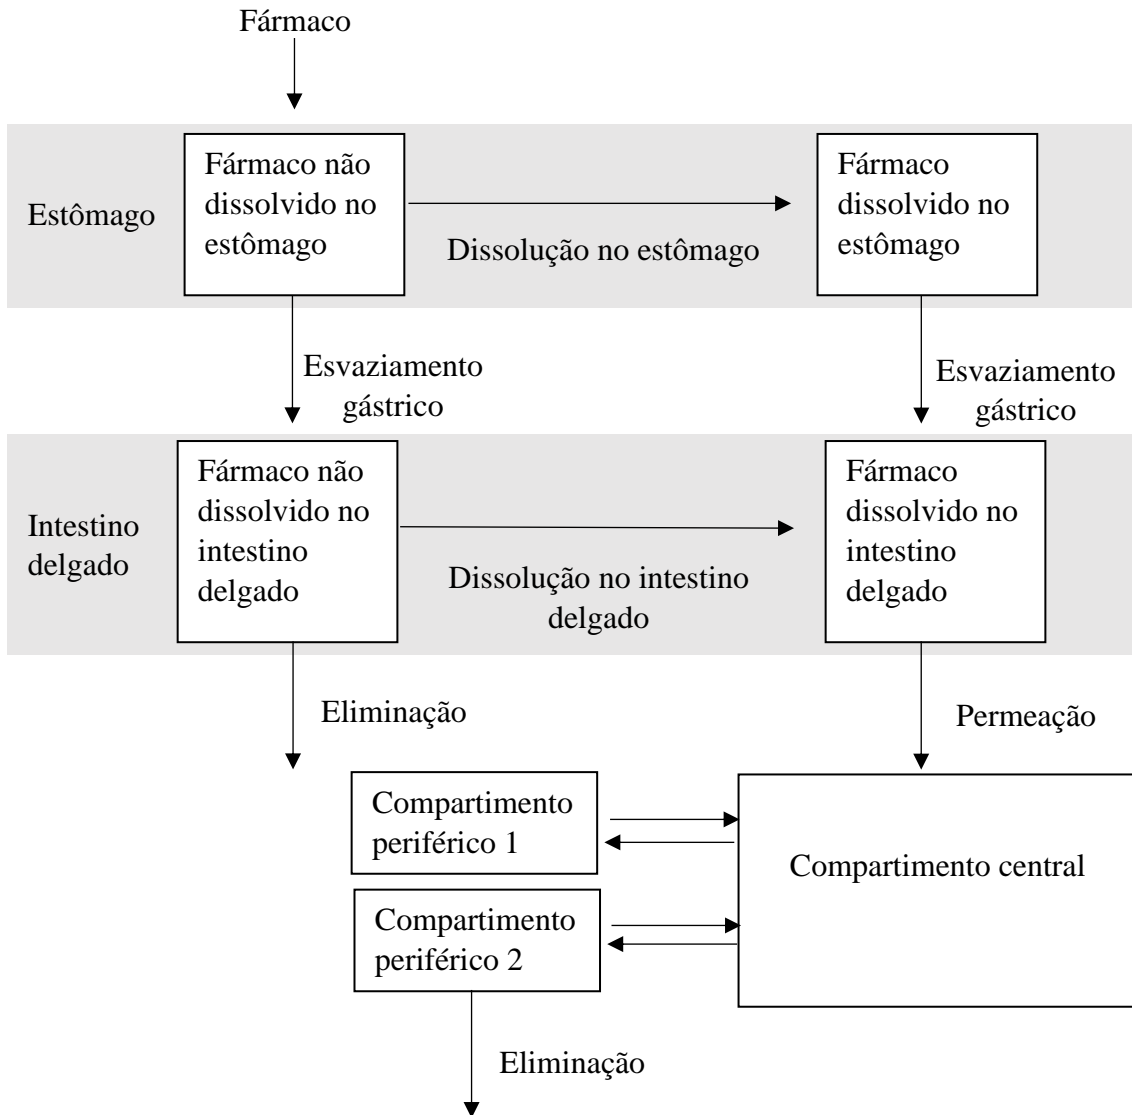 Fármaco
Estômago
Fármaco não
dissolvido no
estômago
Dissolução no estômago
Fármaco
dissolvido no
estômago
Esvaziamento
gástrico
Esvaziamento
gástrico
Intestino
delgado
Fármaco não
dissolvido no
intestino
delgado
Dissolução no intestino
delgado
Fármaco
dissolvido no
intestino
delgado
Eliminação
Permeação
Compartimento
periférico 1
Compartimento central
Compartimento
periférico 2
Eliminação